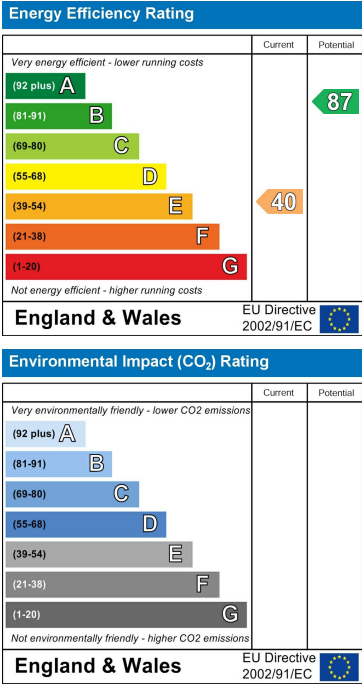 Energy Efficiency Rating
Current Potential
Very energy efficient - lower running costs
(92 plus) A
87
(81-91) B
(69-80) C
(55-68) D
(39-54) E
40
(21-38) F
(1-20) G
Not energy efficient - higher running costs
England & Wales
EU Directive
2002/91/EC
Environmental Impact (CO₂) Rating
Current Potential
Very environmentally friendly - lower CO2 emissions
(92 plus) A
(81-91) B
(69-80) C
(55-68) D
(39-54) E
(21-38) F
(1-20) G
Not environmentally friendly - higher CO2 emissions
England & Wales
EU Directive
2002/91/EC